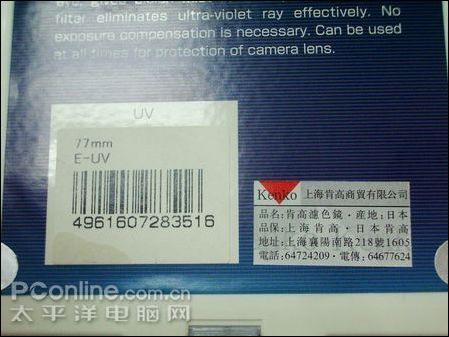 filter eliminates ultra-violet ray effectively. No
exposure compensation is necessary. Can be used
at all times for protection of camera lens.
UV
77mm
E-UV
4961607283516
Kenko 上海肯高商貿有限公司
品名:肯高濾色鏡·産地:日本
品保:上海肯高·日本肯高
地址:上海襄陽南路218號1605
電話:64724209·電傳:64677624
PConline.com.cn
太平洋电脑网